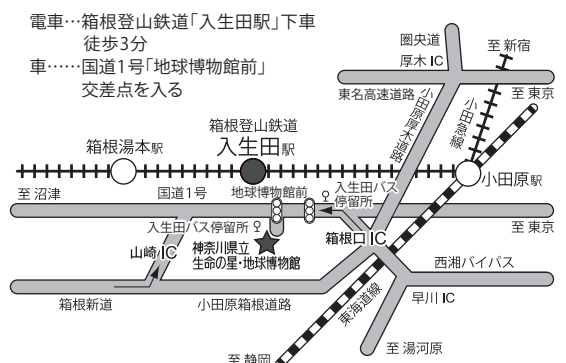 電車…箱根登山鉄道「入生田駅」下車
徒歩3分
車……国道1号「地球博物館前」
交差点を入る
圏央道
厚木 IC
至 新宿
東名高速道路
至 東京
小田原厚木道路
小田急線
箱根登山鉄道
箱根湯本駅
入生田駅
小田原駅
至 沼津
国道1号
地球博物館前
入生田バス
停留所
入生田バス停留所
至 東京
山崎 IC
神奈川県立
生命の星・地球博物館
箱根口 IC
西湘バイパス
箱根新道
小田原箱根道路
東海道線
早川 IC
至 湯河原
至 静岡